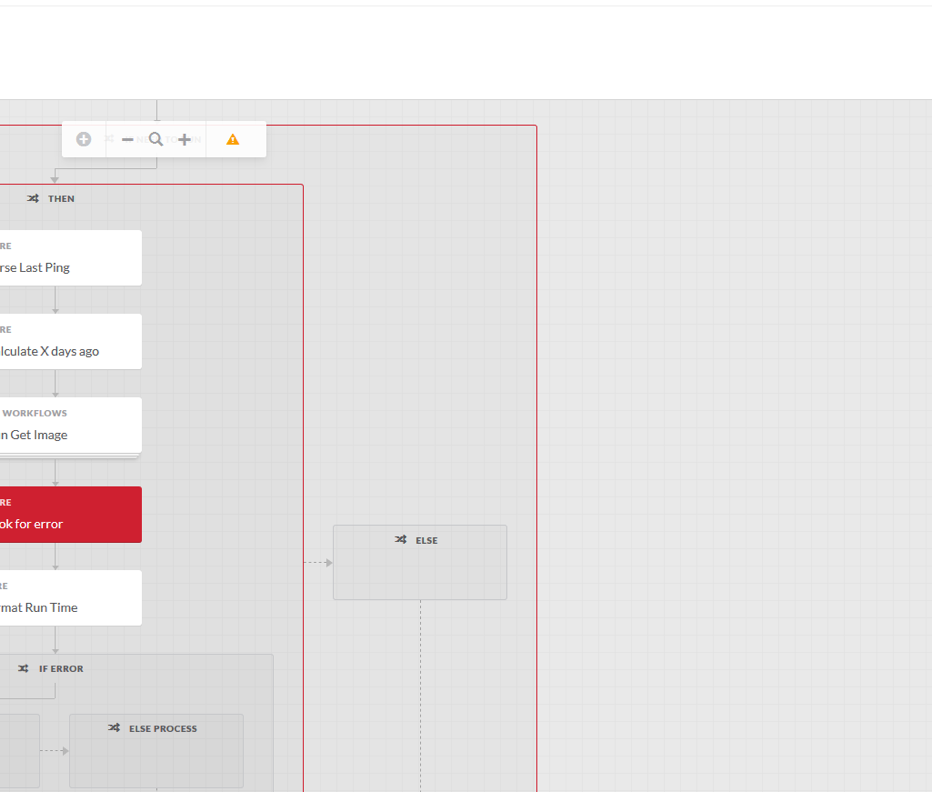 THEN
RE
rse Last Ping
RE
lculate X days ago
WORKFLOWS
n Get Image
RE
ok for error
ELSE
RE
mat Run Time
IF ERROR
ELSE PROCESS